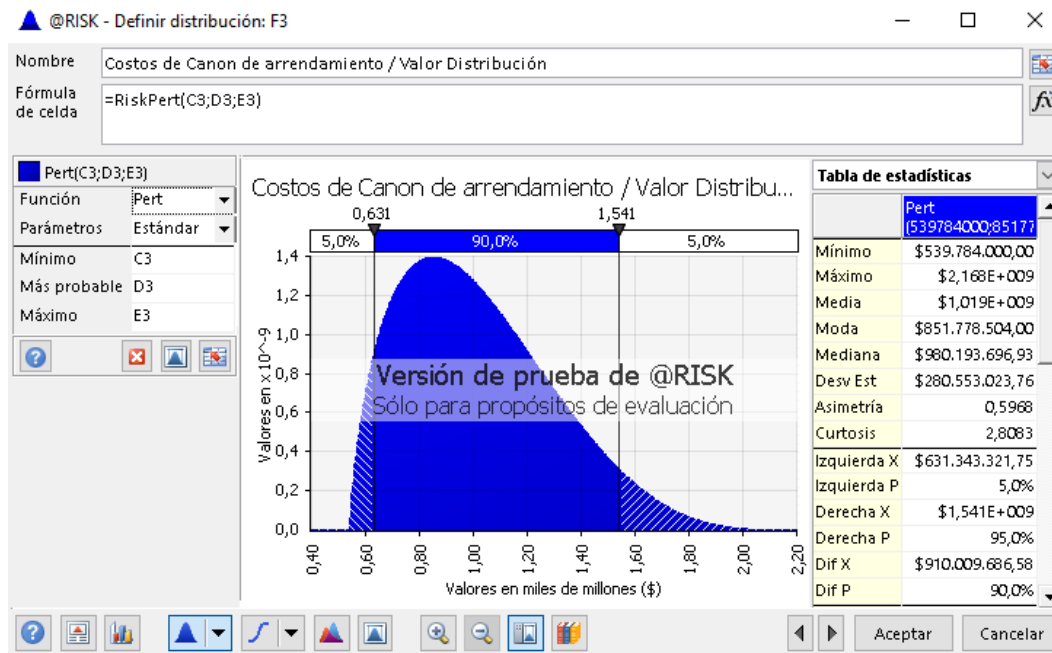 @RISK - Definir distribución: F3
Nombre
Costos de Canon de arrendamiento / Valor Distribución
Fórmula
de celda
=RiskPert(C3;D3;E3)
fx
Pert(C3;D3;E3)
Función Pert
Parámetros Estándar
Mínimo C3
Más probable D3
Máximo E3
Costos de Canon de arrendamiento / Valor Distribu...
0,631 1,541
5,0% 90,0% 5,0%
1,4
1,2
1,0
0,8
0,6
0,4
0,2
0,0
Valores en x 10^-9
Versión de prueba de @RISK
Sólo para propósitos de evaluación
0,40 0,60 0,80 1,00 1,20 1,40 1,60 1,80 2,00 2,20
Valores en miles de millones ($)
Tabla de estadísticas
Pert
(539784000;85177
Mínimo $539.784.000,00
Máximo $2,168E+009
Media $1,019E+009
Moda $851.778.504,00
Mediana $980.193.696,93
Desv Est $280.553.023,76
Asimetría 0,5968
Curtosis 2,8083
Izquierda X $631.343.321,75
Izquierda P 5,0%
Derecha X $1,541E+009
Derecha P 95,0%
Dif X $910.009.686,58
Dif P 90,0%
Aceptar
Cancelar